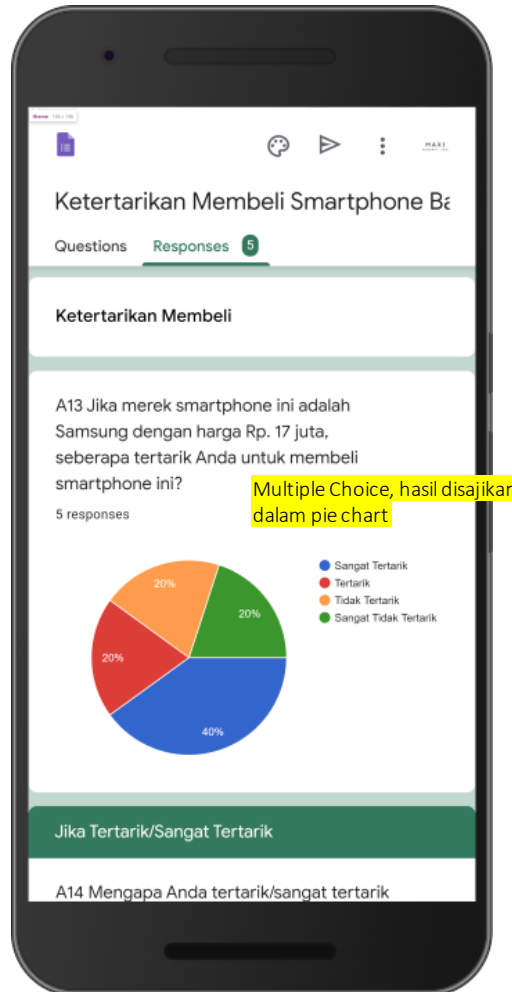 Ketertarikan Membeli Smartphone Ba
Questions Responses 5
Ketertarikan Membeli
A13 Jika merek smartphone ini adalah
Samsung dengan harga Rp. 17 juta,
seberapa tertarik Anda untuk membeli
smartphone ini?
Multiple Choice, hasil disajikan
dalam pie chart
5 responses
Sangat Tertarik
Tertarik
Tidak Tertarik
Sangat Tidak Tertarik
20%
20%
20%
40%
Jika Tertarik/Sangat Tertarik
A14 Mengapa Anda tertarik/sangat tertarik